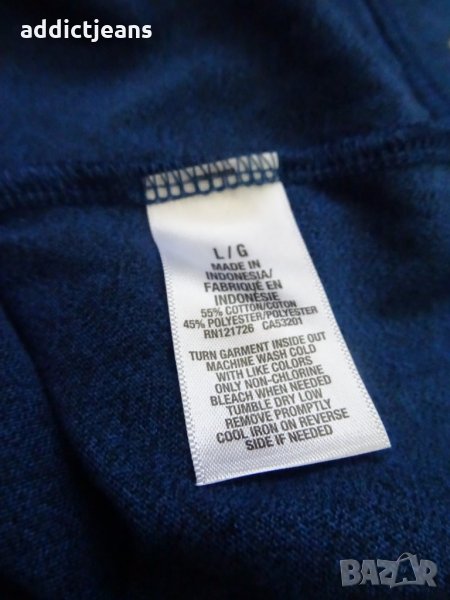 addictjeans
L/G
MADE IN
INDONESIA/
FABRIQUÉ EN
INDONÉSIE
55% COTTON/COTON
45% POLYESTER/POLYESTER
RN121726 CA53201
TURN GARMENT INSIDE OUT
MACHINE WASH COLD
WITH LIKE COLORS
ONLY NON-CHLORINE
BLEACH WHEN NEEDED
TUMBLE DRY LOW
REMOVE PROMPTLY
COOL IRON ON REVERSE
SIDE IF NEEDED
BAZAR